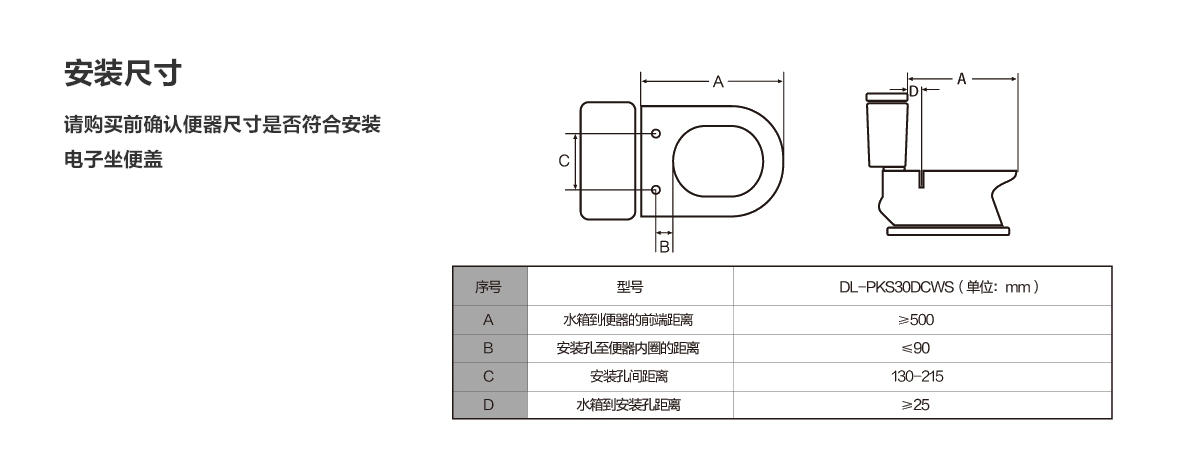 安装尺寸
请购买前确认便器尺寸是否符合安装
电子坐便盖
A
C
B
A
D
序号 型号 DL-PKS30DCWS（单位：mm）
A 水箱到便器的前端距离 ≥500
B 安装孔至便器内圈的距离 ≤90
C 安装孔间距离 130-215
D 水箱到安装孔距离 ≥25